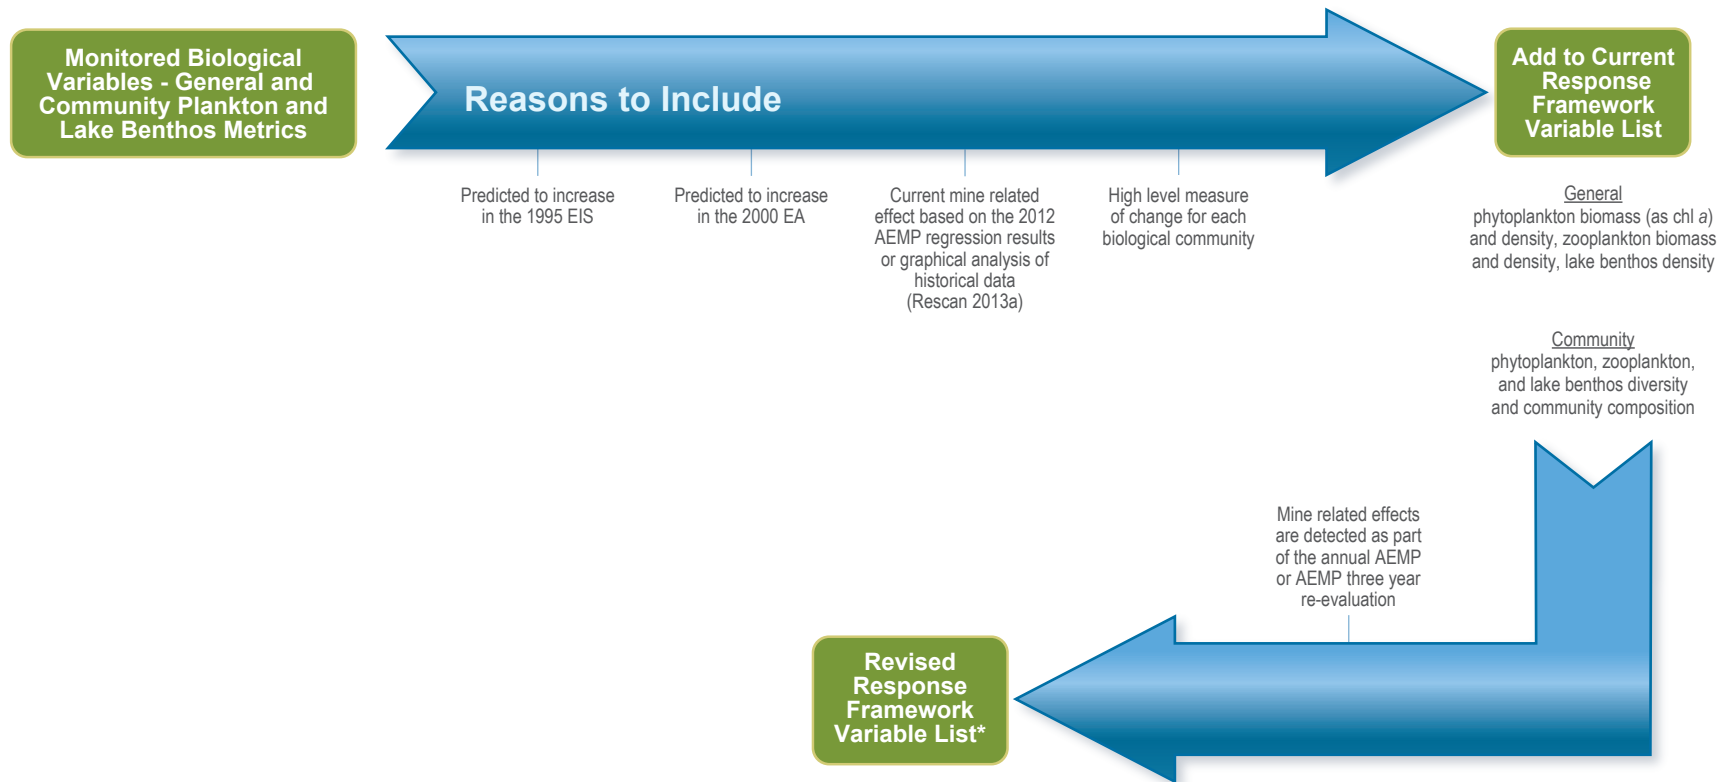 Monitored Biological
Variables - General and
Community Plankton and
Lake Benthos Metrics
Reasons to Include
Add to Current
Response
Framework
Variable List
Predicted to increase
in the 1995 EIS
Predicted to increase
in the 2000 EA
Current mine related
effect based on the 2012
AEMP regression results
or graphical analysis of
historical data
(Rescan 2013a)
High level measure
of change for each
biological community
General
phytoplankton biomass (as chl a)
and density, zooplankton biomass
and density, lake benthos density
Community
phytoplankton, zooplankton,
and lake benthos diversity
and community composition
Mine related effects
are detected as part
of the annual AEMP
or AEMP three year
re-evaluation
Revised
Response
Framework
Variable List*